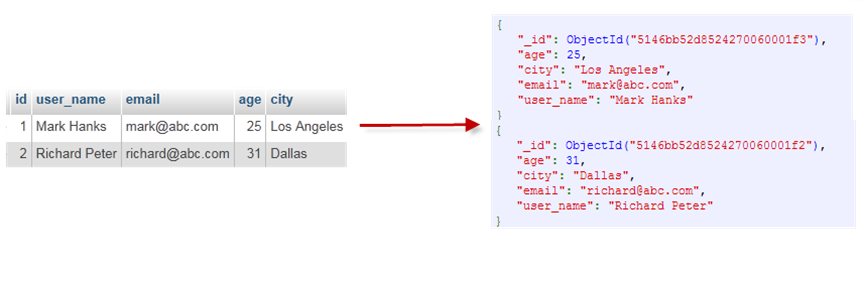 id user_name email age city
1 Mark Hanks mark@abc.com 25 Los Angeles
2 Richard Peter richard@abc.com 31 Dallas
{
"_id": ObjectId("5146bb52d8524270060001f3"),
"age": 25,
"city": "Los Angeles",
"email": "mark@abc.com",
"user_name": "Mark Hanks"
}
{
"_id": ObjectId("5146bb52d8524270060001f2"),
"age": 31,
"city": "Dallas",
"email": "richard@abc.com",
"user_name": "Richard Peter"
}